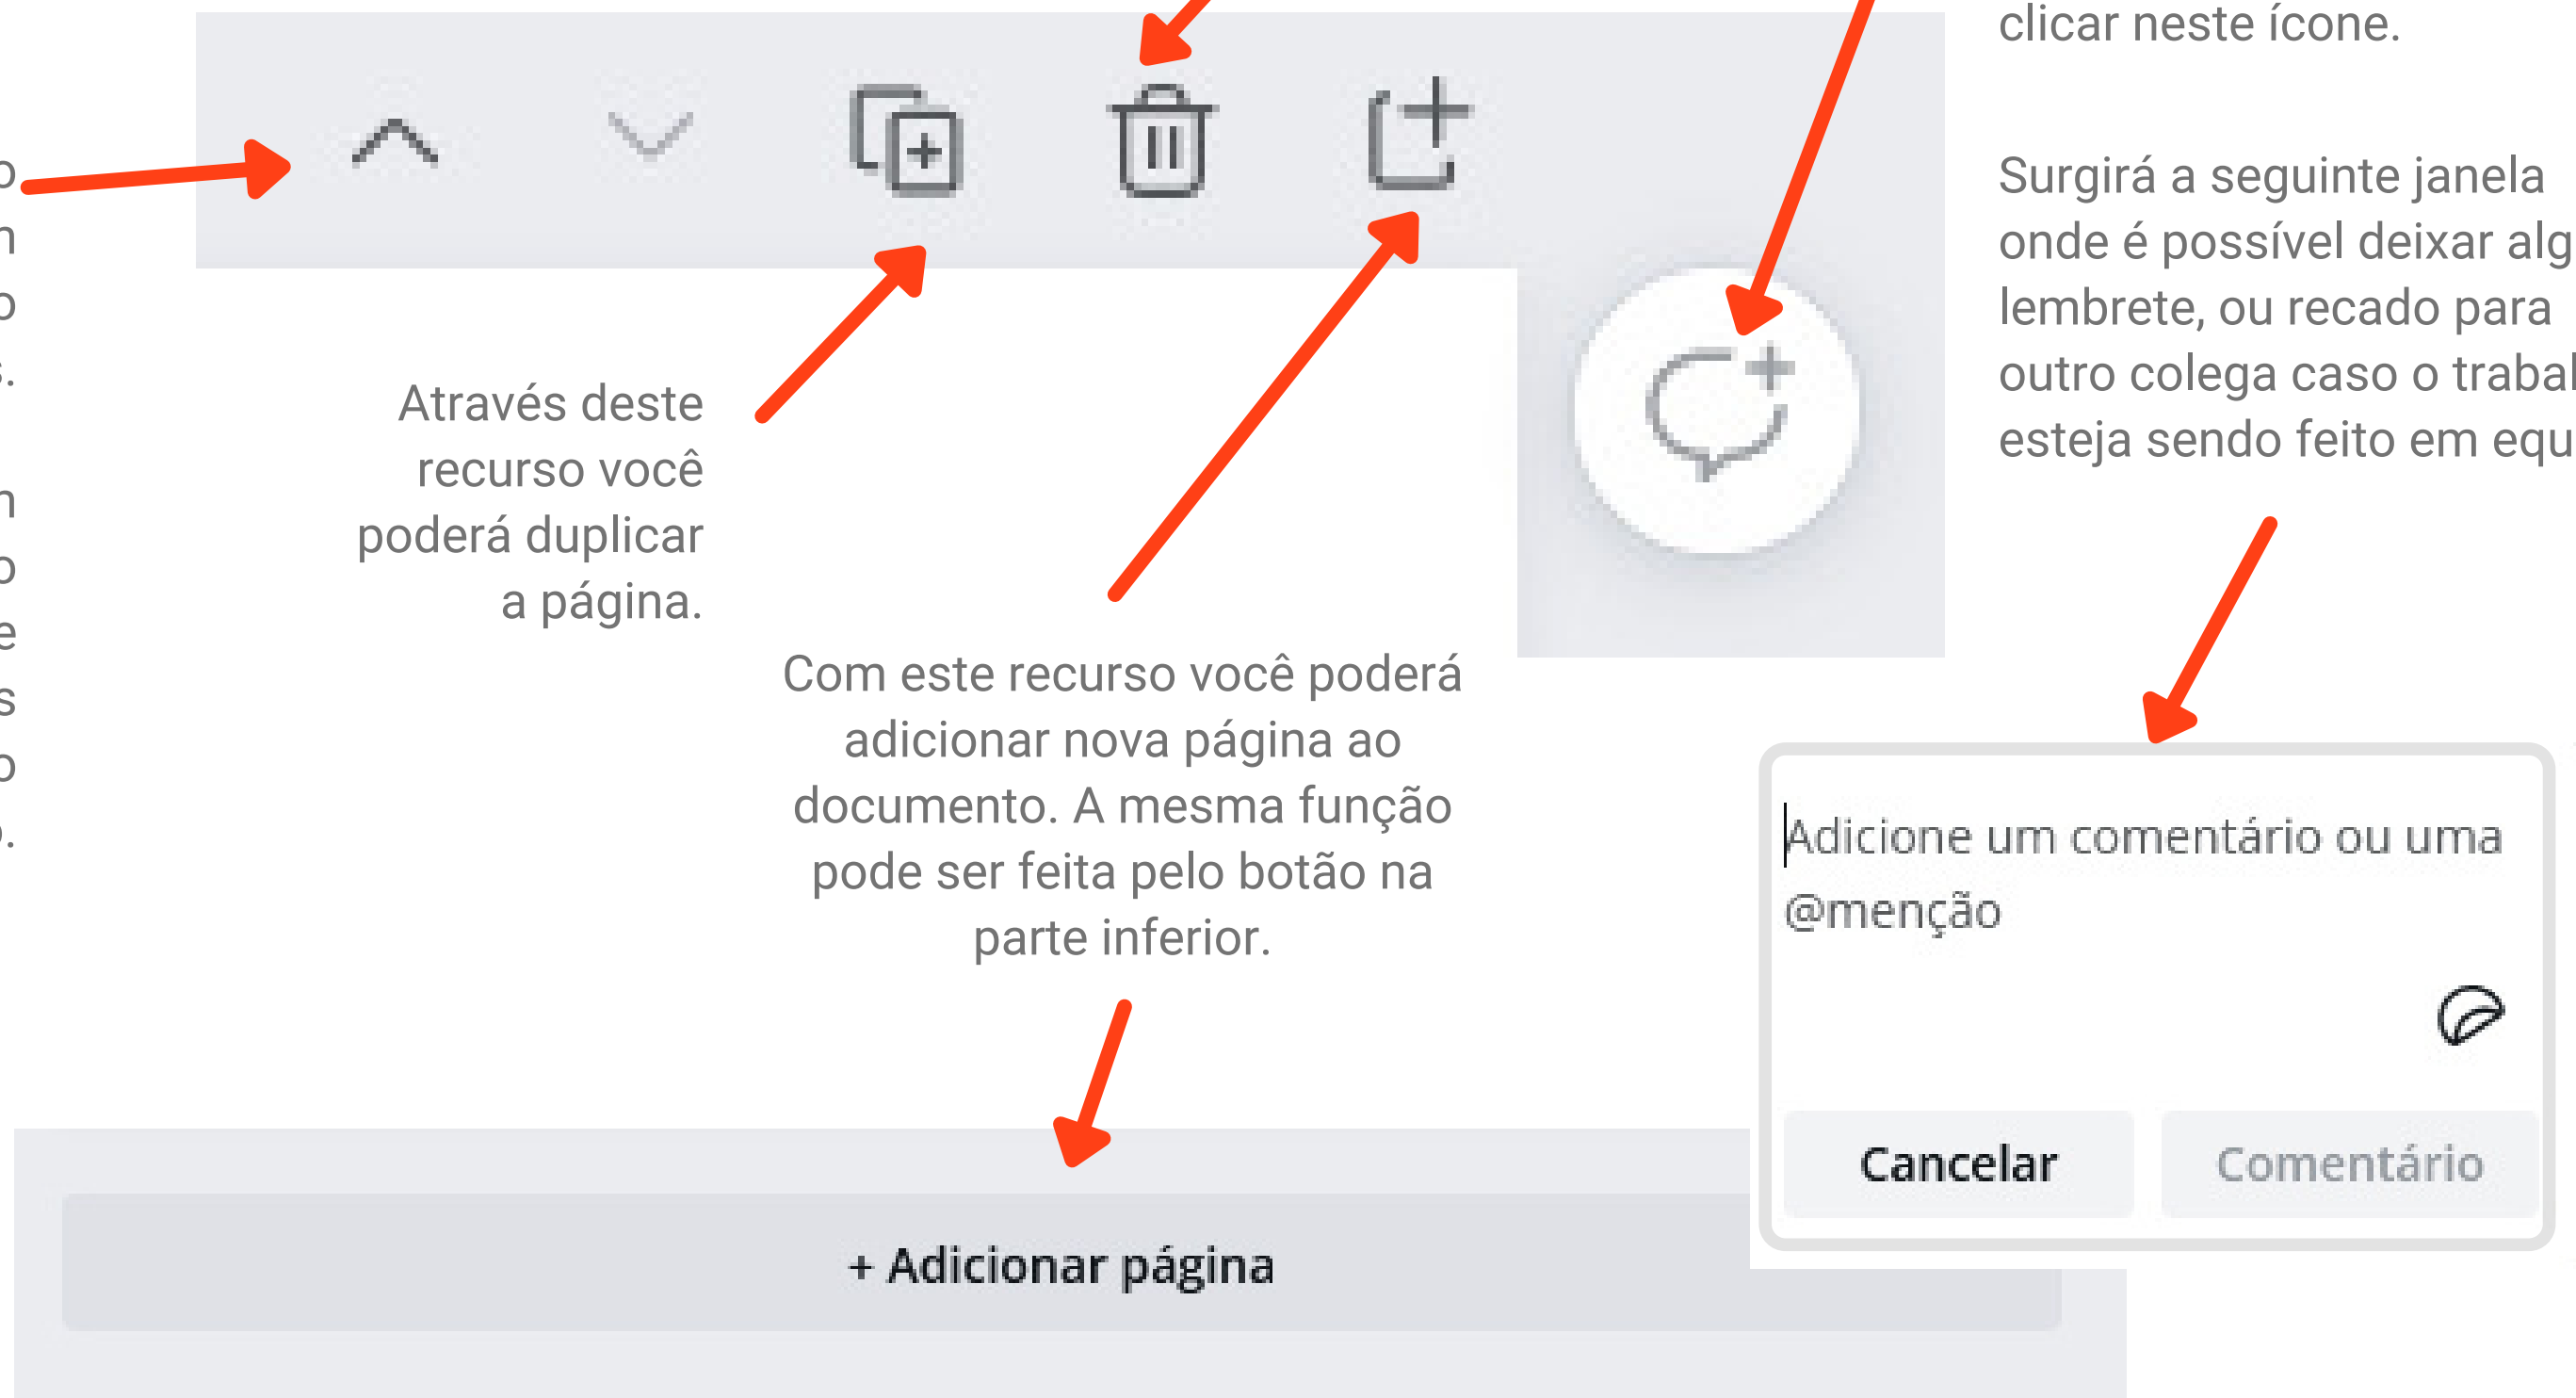 clicar neste ícone.
Surgirá a seguinte janela
onde é possível deixar
lembrete, ou recado para
outro colega caso o
esteja sendo feito em
Através deste
recurso você
poderá duplicar
a página.
Com este recurso você poderá
adicionar nova página ao
documento. A mesma função
pode ser feita pelo botão na
parte inferior.
Adicione um comentário ou uma
@menção
Cancelar
Comentário
+ Adicionar página